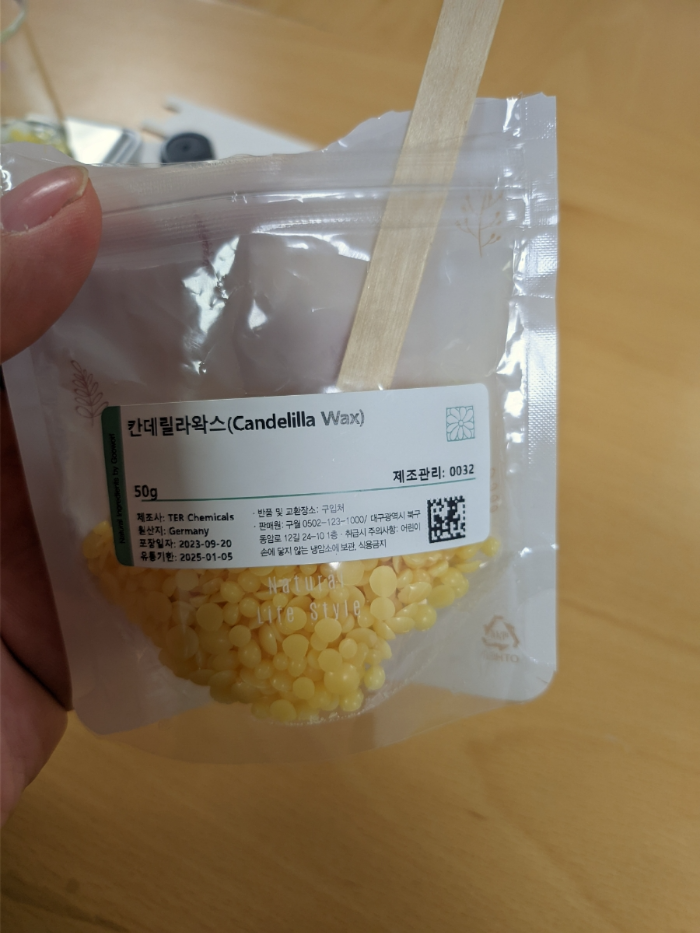 칸데릴라왁스(Candelilla Wax)
제조관리: 0032
50g
제조사: TER Chemicals
원산지: Germany
포장일자: 2023-09-20
유통기한: 2025-01-05
· 반품 및 교환장소: 구입처
· 판매원: 구월 0502-123-1000/ 대구광역시 북구
동암로 12길 24-10 1층 · 취급시 주의사항: 어린이
손에 닿지 않는 냉암소에 보관, 식용금지
Natural
Life Style